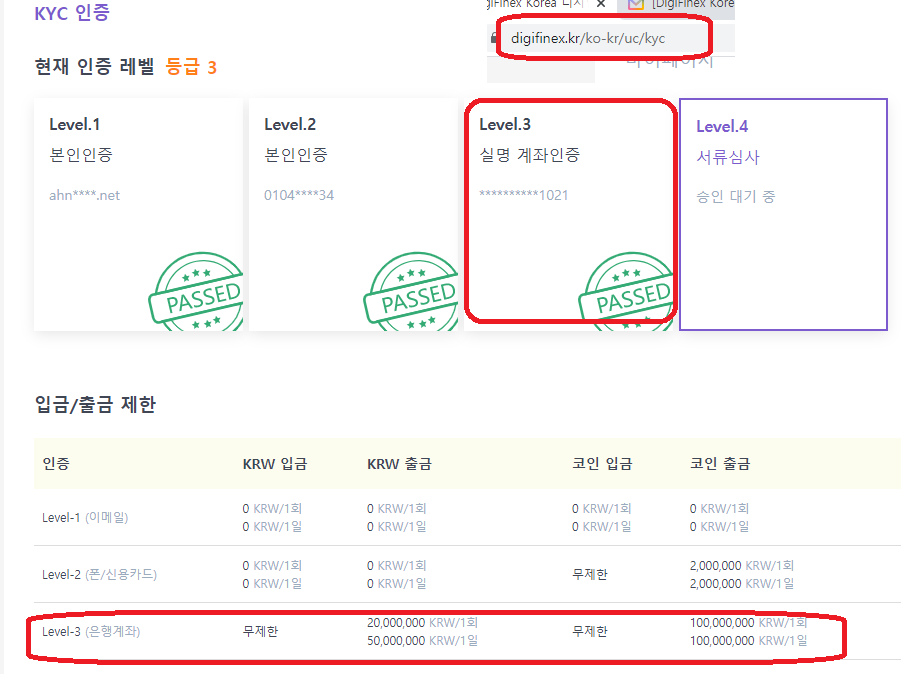 KYC 인증
digifinex.kr/ko-kr/uc/kyc
마이페이지
현재 인증 레벨 등급 3
Level.1
본인인증
ahn****.net
PASSED
Level.2
본인인증
0104****34
PASSED
Level.3
실명 계좌인증
**********1021
PASSED
Level.4
서류심사
승인 대기 중
입금/출금 제한
인증 KRW 입금 KRW 출금 코인 입금 코인 출금
Level-1 (이메일) 0 KRW/1회 0 KRW/1회 0 KRW/1회 0 KRW/1회
0 KRW/1일 0 KRW/1일 0 KRW/1일 0 KRW/1일
Level-2 (폰/신용카드) 0 KRW/1회 0 KRW/1회 무제한 2,000,000 KRW/1회
0 KRW/1일 0 KRW/1일 2,000,000 KRW/1일
Level-3 (은행계좌) 무제한 20,000,000 KRW/1회 무제한 100,000,000 KRW/1회
50,000,000 KRW/1일 100,000,000 KRW/1일